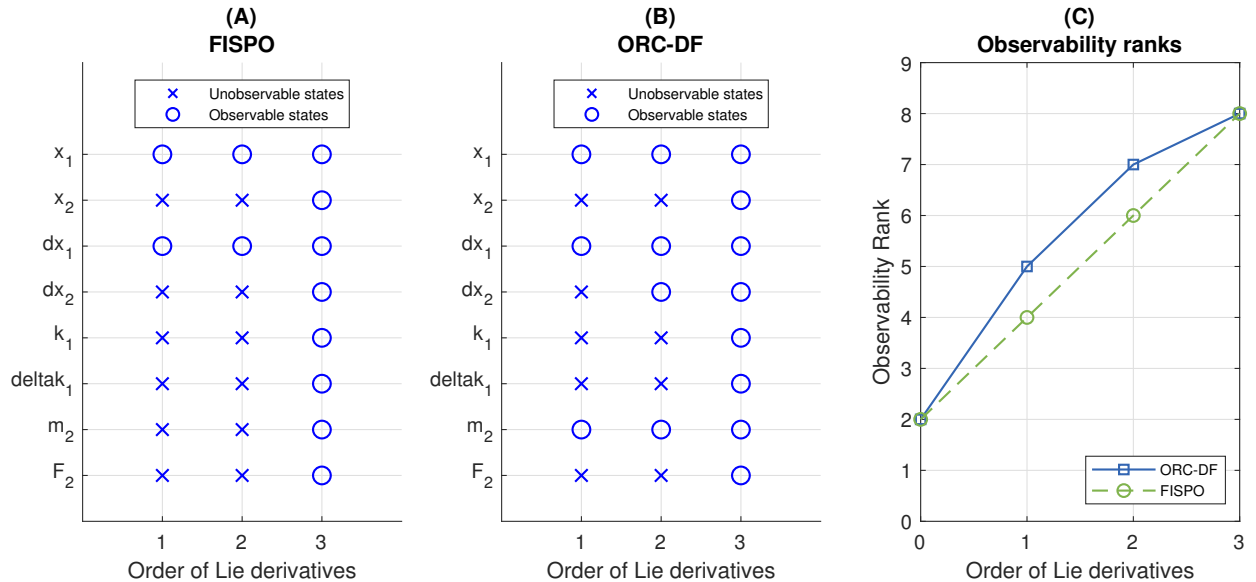 (A)
FISPO
Unobservable states
Observable states
x₁
x₂
dx₁
dx₂
k₁
deltak₁
m₂
F₂
1 2 3
Order of Lie derivatives
(B)
ORC-DF
Unobservable states
Observable states
x₁
x₂
dx₁
dx₂
k₁
deltak₁
m₂
F₂
1 2 3
Order of Lie derivatives
(C)
Observability ranks
Observability Rank
9
8
7
6
5
4
3
2
1
0
ORC-DF
FISPO
0 1 2 3
Order of Lie derivatives